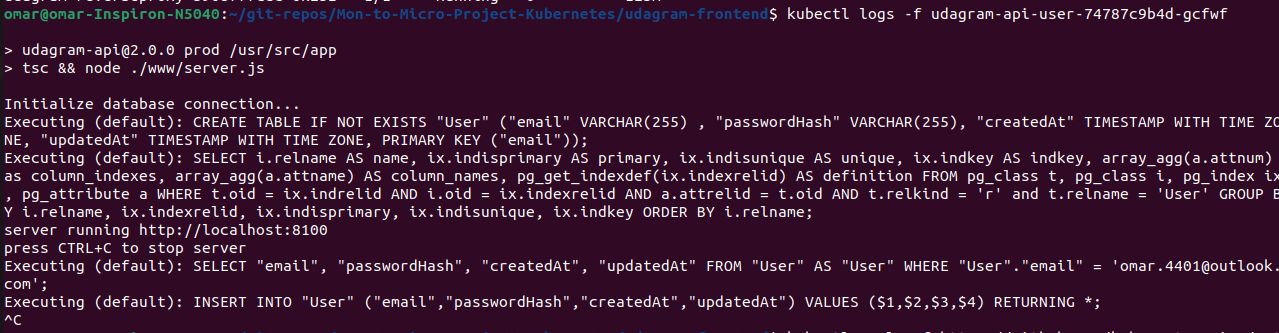 omar@omar-Inspiron-N5040:~/git-repos/Mon-to-Micro-Project-Kubernetes/udagram-frontend$ kubectl logs -f udagram-api-user-74787c9b4d-gcfwf
> udagram-api@2.0.0 prod /usr/src/app
> tsc && node ./www/server.js
Initialize database connection...
Executing (default): CREATE TABLE IF NOT EXISTS "User" ("email" VARCHAR(255) , "passwordHash" VARCHAR(255), "createdAt" TIMESTAMP WITH TIME ZO
NE, "updatedAt" TIMESTAMP WITH TIME ZONE, PRIMARY KEY ("email"));
Executing (default): SELECT i.relname AS name, ix.indisprimary AS primary, ix.indisunique AS unique, ix.indkey AS indkey, array_agg(a.attnum)
as column_indexes, array_agg(a.attname) AS column_names, pg_get_indexdef(ix.indexrelid) AS definition FROM pg_class t, pg_class i, pg_index ix
, pg_attribute a WHERE t.oid = ix.indrelid AND i.oid = ix.indexrelid AND a.attrelid = t.oid AND t.relkind = 'r' and t.relname = 'User' GROUP B
Y i.relname, ix.indexrelid, ix.indisprimary, ix.indisunique, ix.indkey ORDER BY i.relname;
server running http://localhost:8100
press CTRL+C to stop server
Executing (default): SELECT "email", "passwordHash", "createdAt", "updatedAt" FROM "User" AS "User" WHERE "User"."email" = 'omar.4401@outlook.
com';
Executing (default): INSERT INTO "User" ("email","passwordHash","createdAt","updatedAt") VALUES ($1,$2,$3,$4) RETURNING *;
^C